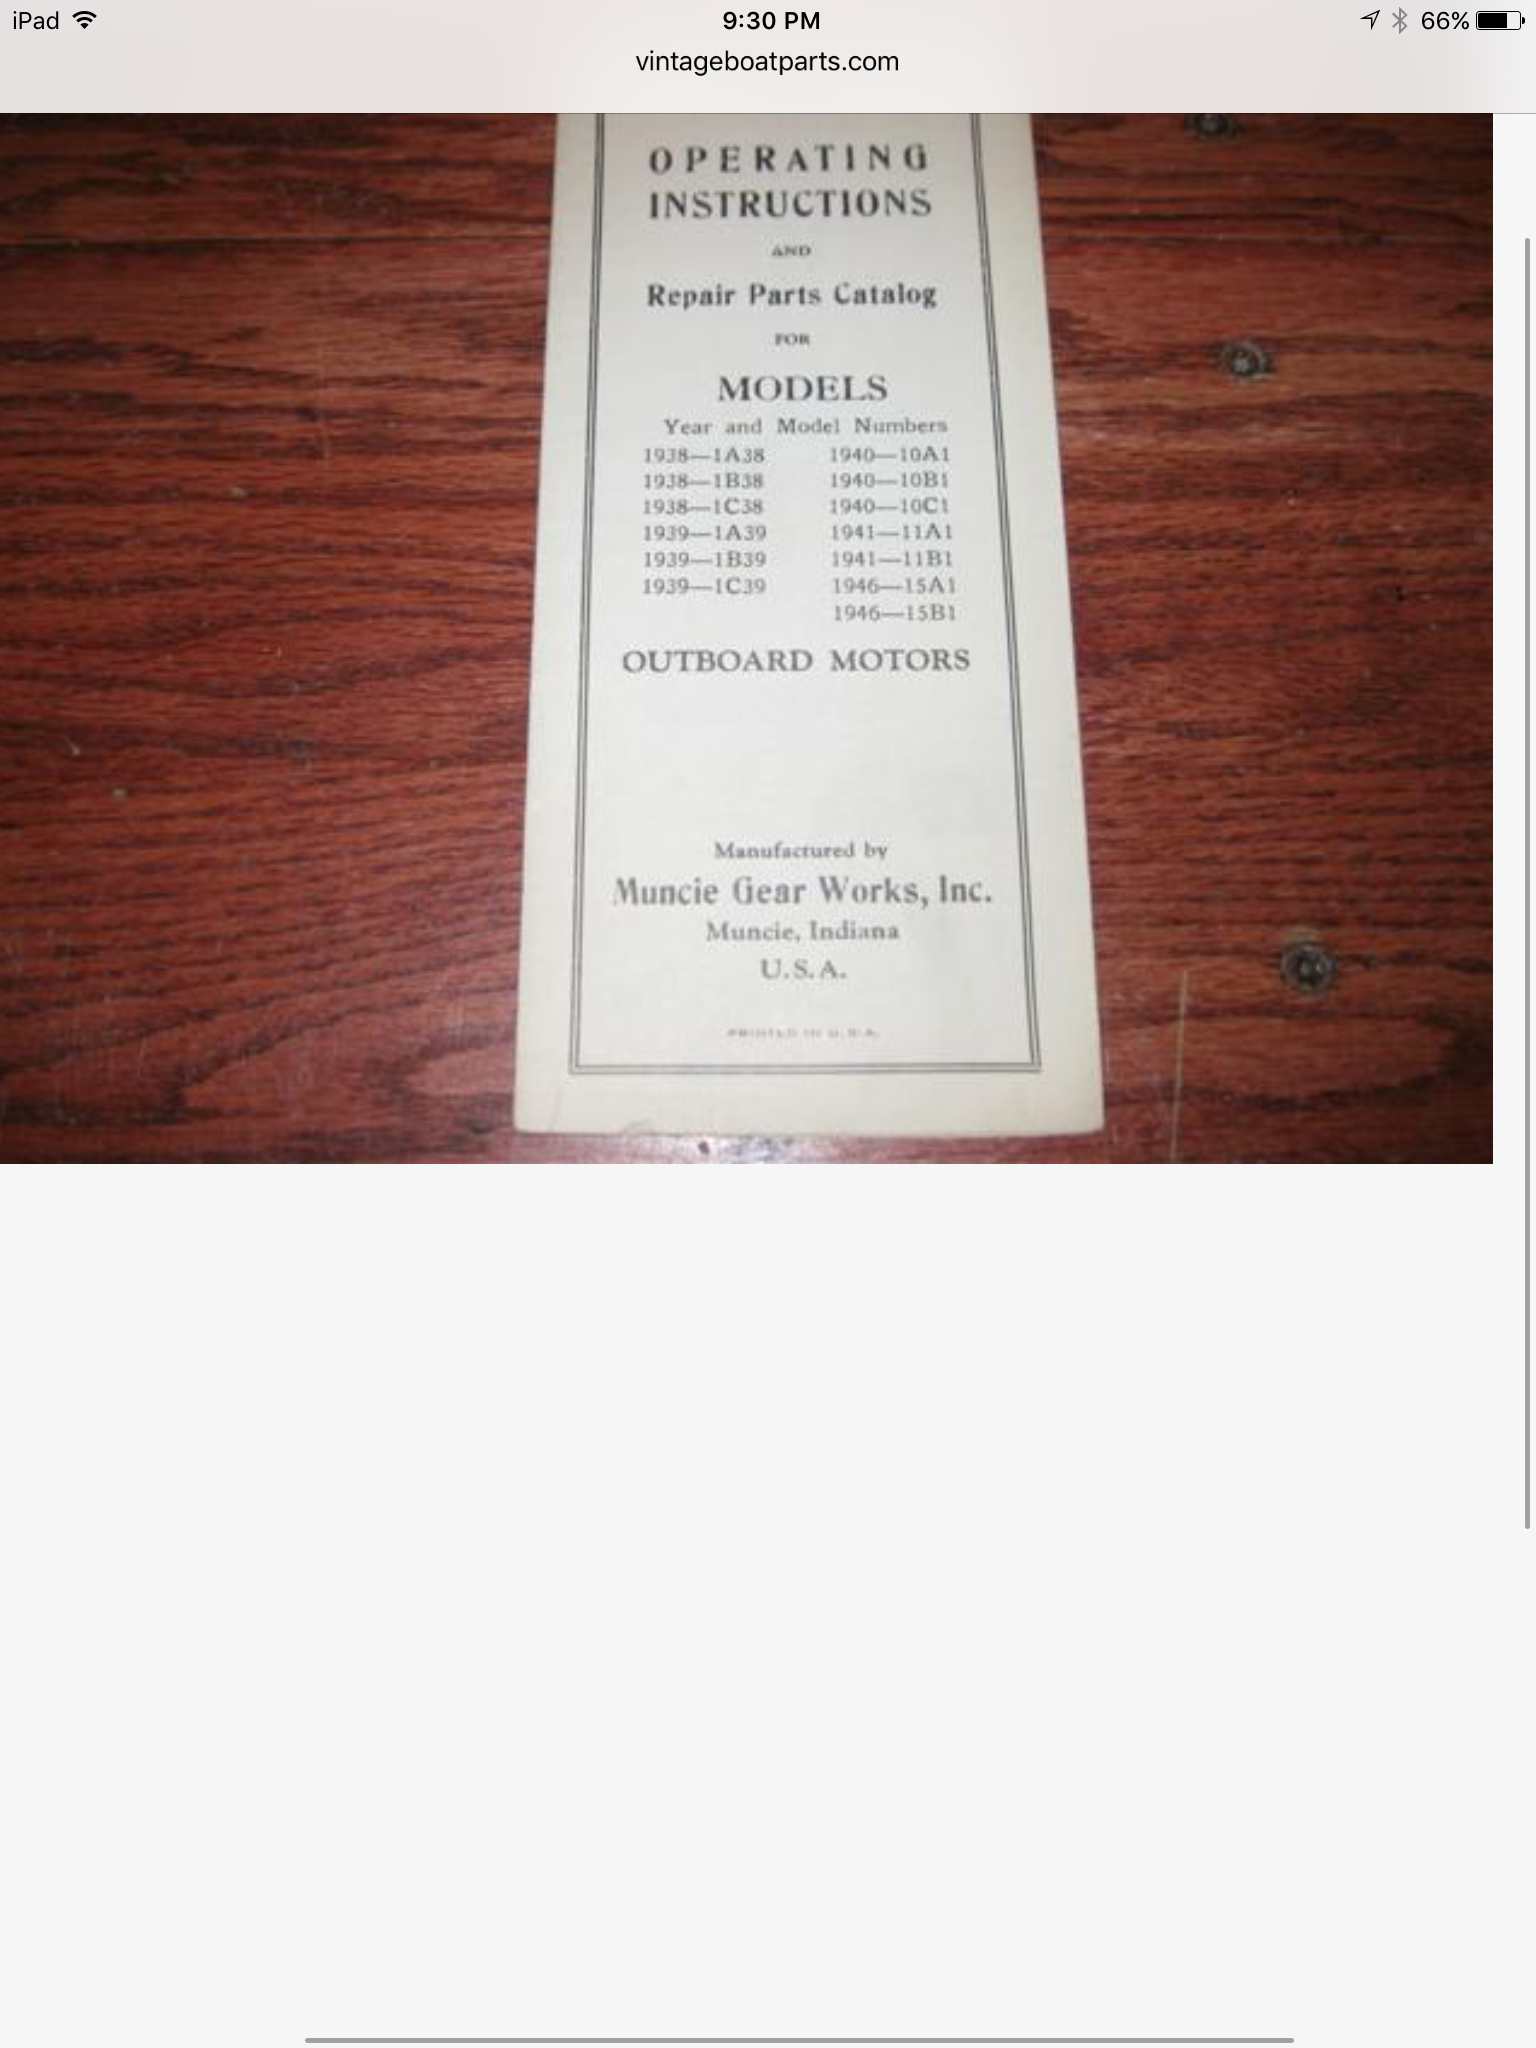 iPad 9:30 PM 66%
vintageboatparts.com
OPERATING
INSTRUCTIONS
AND
Repair Parts Catalog
FOR
MODELS
Year and Model Numbers
1938—1A38 1940—10A1
1938—1B38 1940—10B1
1938—1C38 1940—10C1
1939—1A39 1941—11A1
1939—1B39 1941—11B1
1939—1C39 1946—15A1
1946—15B1
OUTBOARD MOTORS
Manufactured by
Muncie Gear Works, Inc.
Muncie, Indiana
U.S.A.
PRINTED IN U.S.A.